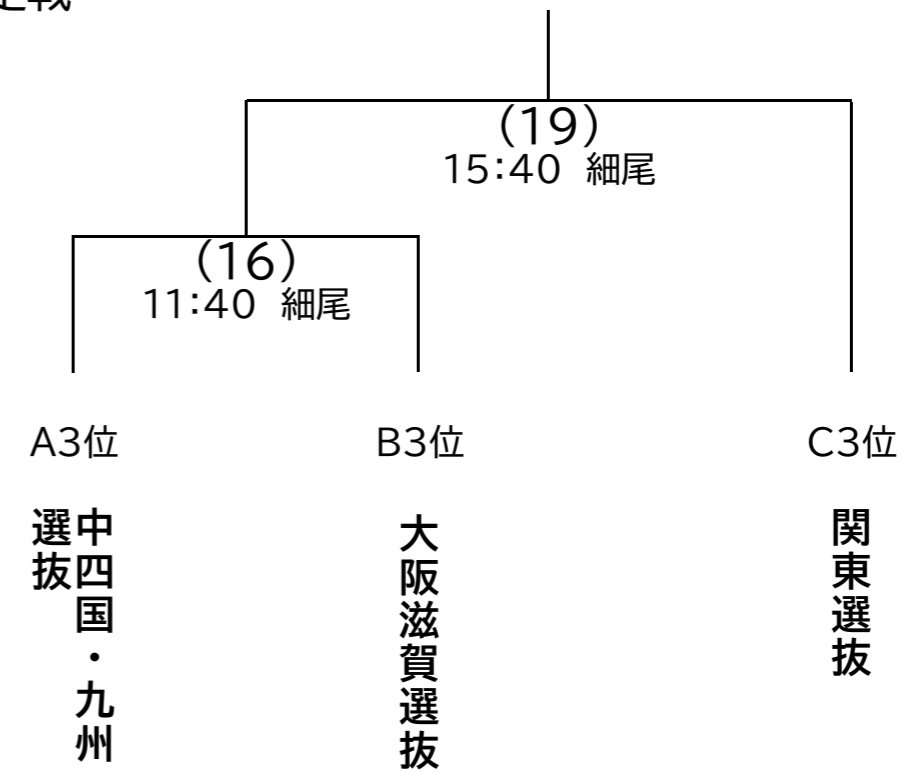 (19)
15:40 細尾
(16)
11:40 細尾
A3位
B3位
C3位
中四国・九州
選抜
大阪滋賀選抜
関東選抜